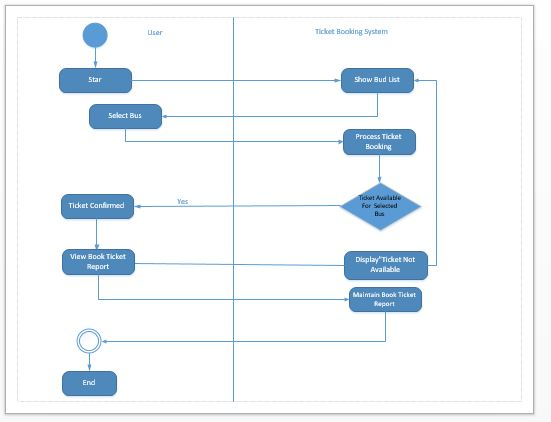 User
Ticket Booking System
Star
Show Bud List
Select Bus
Process Ticket
Booking
Ticket Available
For Selected
Bus
Yes
Ticket Confirmed
View Book Ticket
Report
Display"Ticket Not
Available
Maintain Book Ticket
Report
End